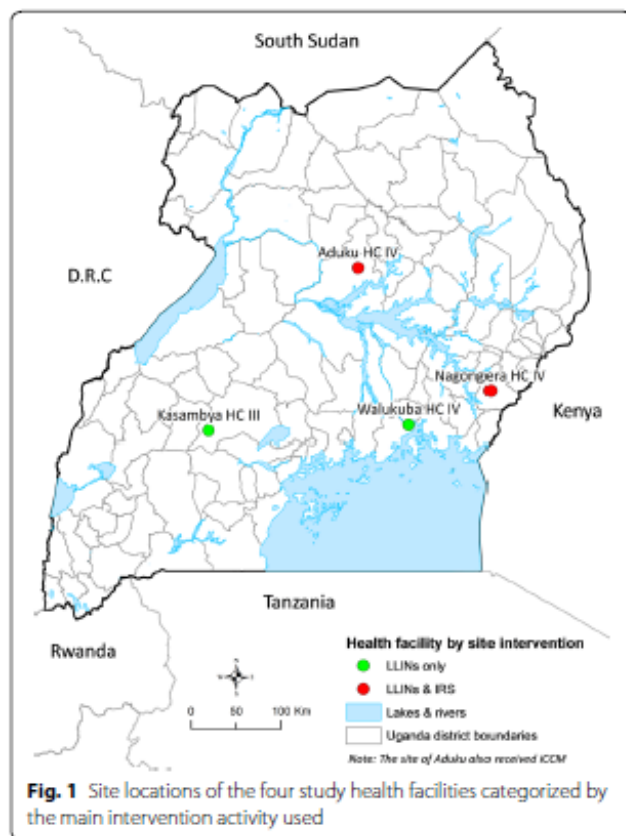 South Sudan
Aduku HC IV
D.R.C
Nagongera HC IV
Kasambya HC III
Walukuba HC IV
Kenya
Tanzania
Rwanda
Health facility by site intervention
LLINs only
LLINs & IRS
Lakes & rivers
Uganda district boundaries
Note: The site of Aduku also received iCCM
N
W E
S
0 50 100 Km
Fig. 1 Site locations of the four study health facilities categorized by
the main intervention activity used